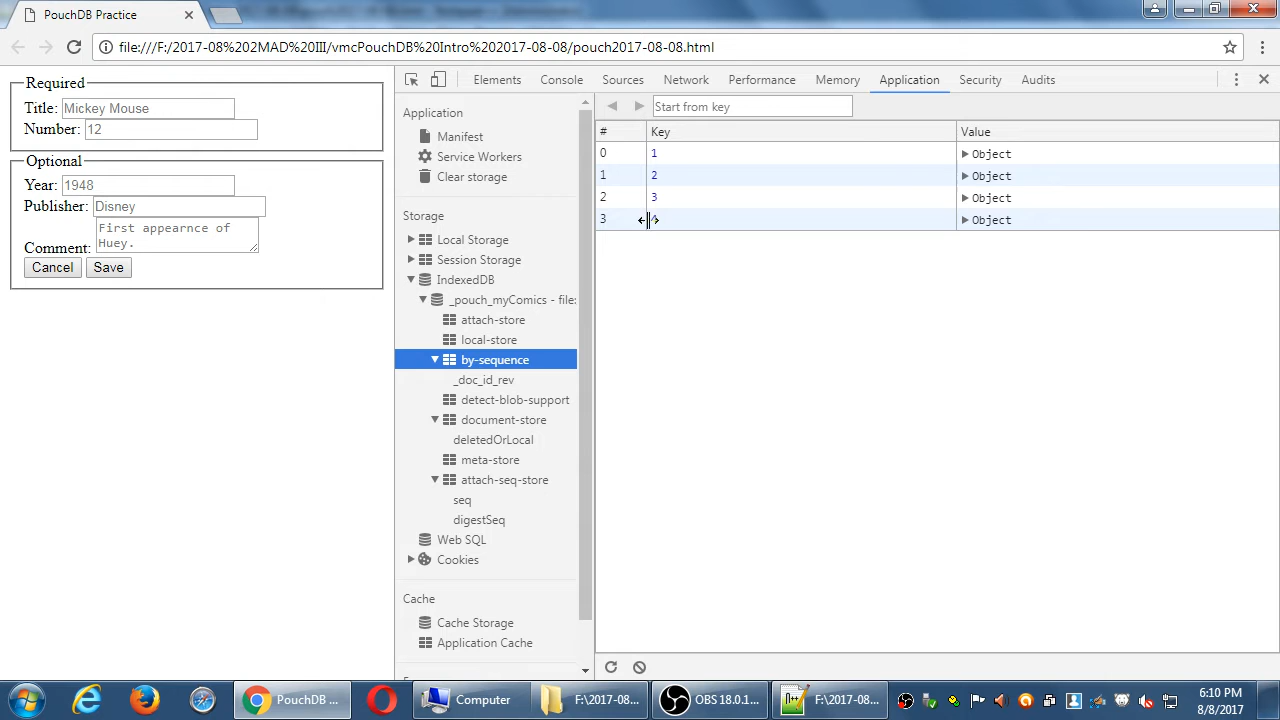 PouchDB Practice
file:///F:/2017-08%202MAD%20III/vmcPouchDB%20Intro%202017-08-08/pouch2017-08-08.html
Required
Title: Mickey Mouse
Number: 12
Optional
Year: 1948
Publisher: Disney
Comment: First appearnce of
Huey.
Cancel Save
Elements Console Sources Network Performance Memory Application Security Audits
Application
Manifest
Service Workers
Clear storage
Storage
Local Storage
Session Storage
IndexedDB
_pouch_myComics - file:
attach-store
local-store
by-sequence
_doc_id_rev
detect-blob-support
document-store
deletedOrLocal
meta-store
attach-seq-store
seq
digestSeq
Web SQL
Cookies
Cache
Cache Storage
Application Cache
Start from key
# Key Value
0 1 Object
1 2 Object
2 3 Object
3 Object
PouchDB
Computer
F:\2017-08...
OBS 18.0.1...
F:\2017-08...
6:10 PM
8/8/2017